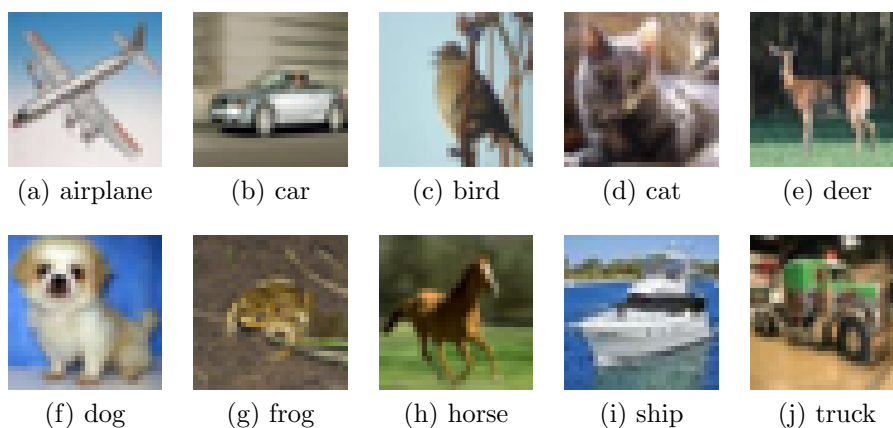 (a) airplane
(b) car
(c) bird
(d) cat
(e) deer
(f) dog
(g) frog
(h) horse
(i) ship
(j) truck